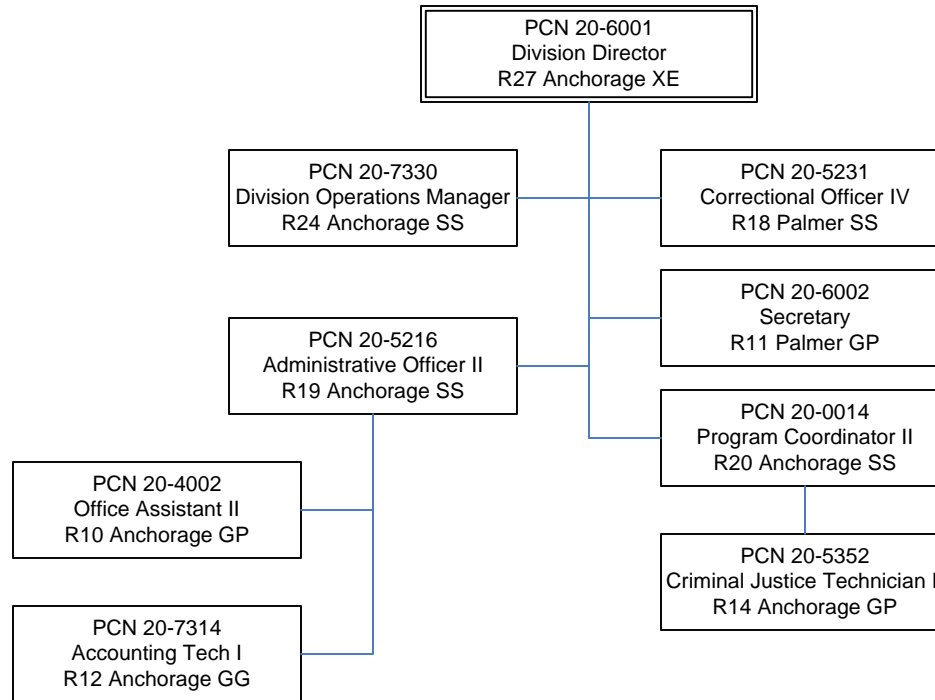 PCN 20-6001
Division Director
R27 Anchorage XE
PCN 20-7330
Division Operations Manager
R24 Anchorage SS
PCN 20-5231
Correctional Officer IV
R18 Palmer SS
PCN 20-6002
Secretary
R11 Palmer GP
PCN 20-5216
Administrative Officer II
R19 Anchorage SS
PCN 20-0014
Program Coordinator II
R20 Anchorage SS
PCN 20-4002
Office Assistant II
R10 Anchorage GP
PCN 20-5352
Criminal Justice Technician
R14 Anchorage GP
PCN 20-7314
Accounting Tech I
R12 Anchorage GG